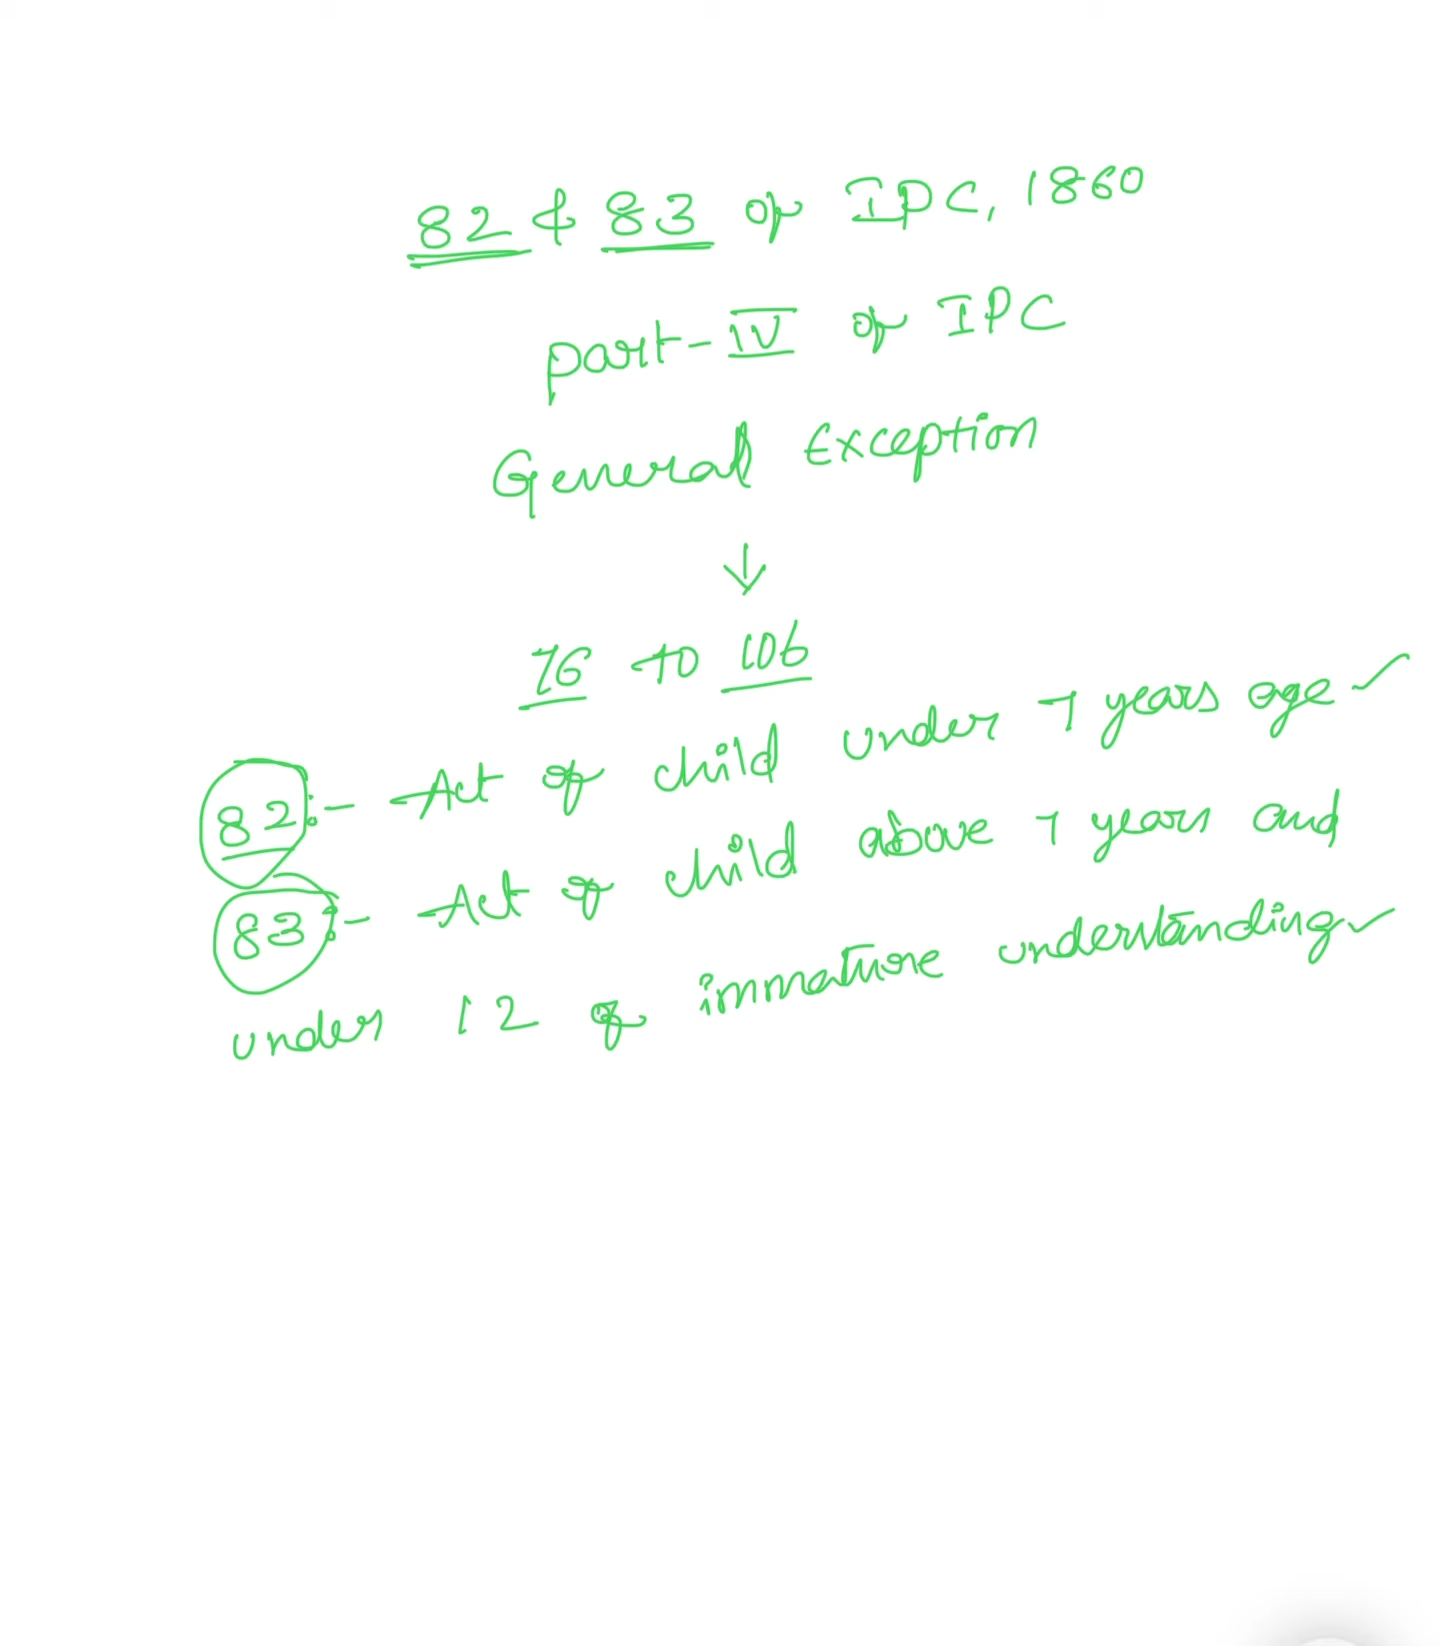 82 & 83 of IPC, 1860
part-IV of IPC
General Exception
↓
76 to 106
82:- Act of child under 7 years age ✓
83:- Act of child above 7 years and
under 12 of immature understanding ✓